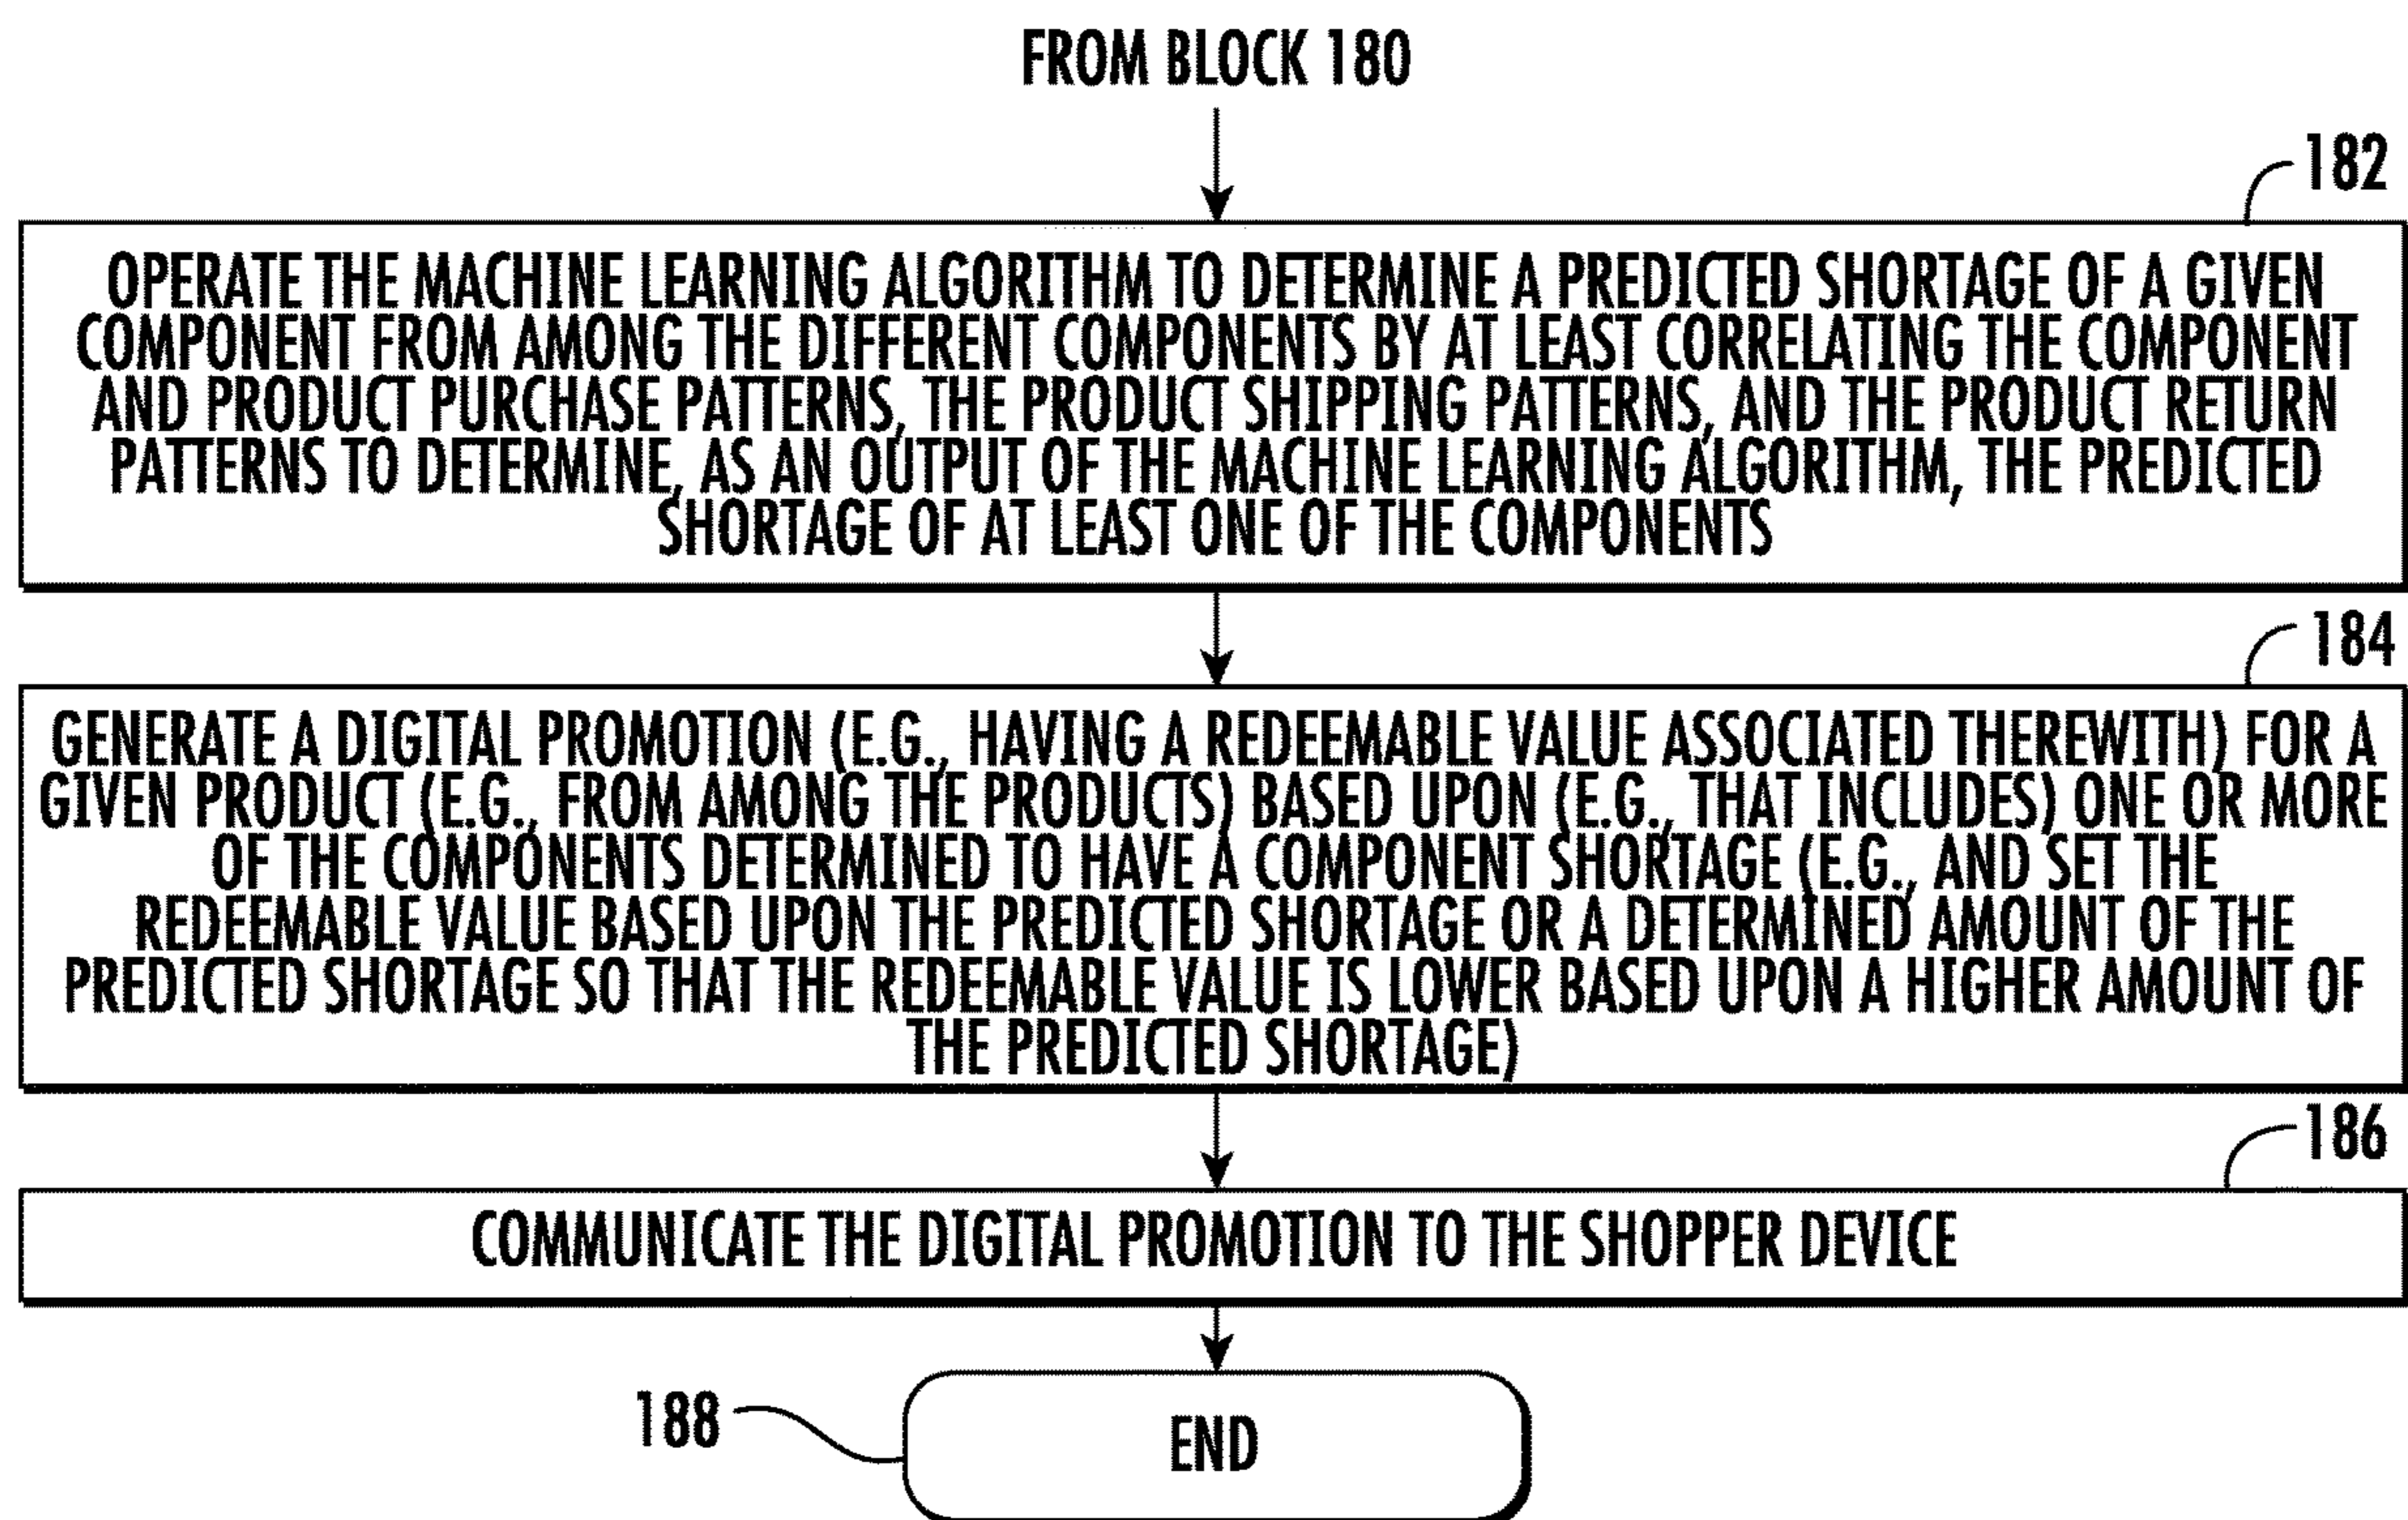 FROM BLOCK 180
182
OPERATE THE MACHINE LEARNING ALGORITHM TO DETERMINE A PREDICTED SHORTAGE OF A GIVEN
COMPONENT FROM AMONG THE DIFFERENT COMPONENTS BY AT LEAST CORRELATING THE COMPONENT
AND PRODUCT PURCHASE PATTERNS, THE PRODUCT SHIPPING PATTERNS, AND THE PRODUCT RETURN
PATTERNS TO DETERMINE, AS AN OUTPUT OF THE MACHINE LEARNING ALGORITHM, THE PREDICTED
SHORTAGE OF AT LEAST ONE OF THE COMPONENTS
184
GENERATE A DIGITAL PROMOTION (E.G., HAVING A REDEEMABLE VALUE ASSOCIATED THEREWITH) FOR A
GIVEN PRODUCT (E.G., FROM AMONG THE PRODUCTS) BASED UPON (E.G., THAT INCLUDES) ONE OR MORE
OF THE COMPONENTS DETERMINED TO HAVE A COMPONENT SHORTAGE (E.G., AND SET THE
REDEEMABLE VALUE BASED UPON THE PREDICTED SHORTAGE OR A DETERMINED AMOUNT OF THE
PREDICTED SHORTAGE SO THAT THE REDEEMABLE VALUE IS LOWER BASED UPON A HIGHER AMOUNT OF
THE PREDICTED SHORTAGE)
186
COMMUNICATE THE DIGITAL PROMOTION TO THE SHOPPER DEVICE
188
END